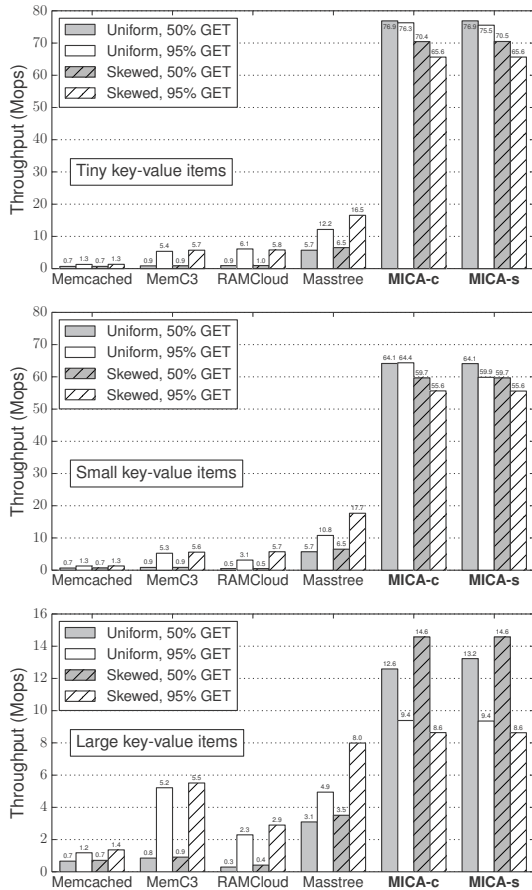 80
70
60
50
40
30
20
10
0
Throughput (Mops)
Uniform, 50% GET
Uniform, 95% GET
Skewed, 50% GET
Skewed, 95% GET
Tiny key-value items
0.7 1.3 0.7 1.3
0.9 5.4 0.9 5.7
0.9 6.1 1.0 5.8
5.7 12.2 6.5 16.5
76.9 76.3 70.4 65.6
76.9 75.5 70.5 65.6
Memcached MemC3 RAMCloud Masstree MICA-c MICA-s
80
70
60
50
40
30
20
10
0
Throughput (Mops)
Uniform, 50% GET
Uniform, 95% GET
Skewed, 50% GET
Skewed, 95% GET
Small key-value items
0.7 1.3 0.7 1.3
0.9 5.3 0.9 5.6
0.5 3.1 0.5 5.7
5.7 10.8 6.5 17.7
64.1 64.4 59.7 55.6
64.1 59.9 59.7 55.6
Memcached MemC3 RAMCloud Masstree MICA-c MICA-s
16
14
12
10
8
6
4
2
0
Throughput (Mops)
Uniform, 50% GET
Uniform, 95% GET
Skewed, 50% GET
Skewed, 95% GET
Large key-value items
0.7 1.2 0.7 1.4
0.8 5.2 0.9 5.5
0.3 2.3 0.4 2.9
3.1 4.9 3.5 8.0
12.6 9.4 14.6 8.6
13.2 9.4 14.6 8.6
Memcached MemC3 RAMCloud Masstree MICA-c MICA-s